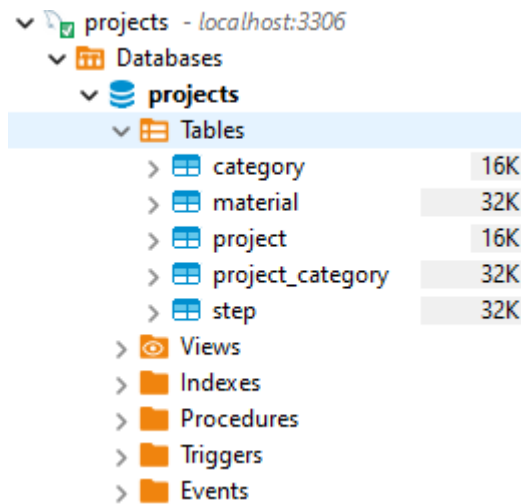 projects - localhost:3306
Databases
projects
Tables
category 16K
material 32K
project 16K
project_category 32K
step 32K
Views
Indexes
Procedures
Triggers
Events